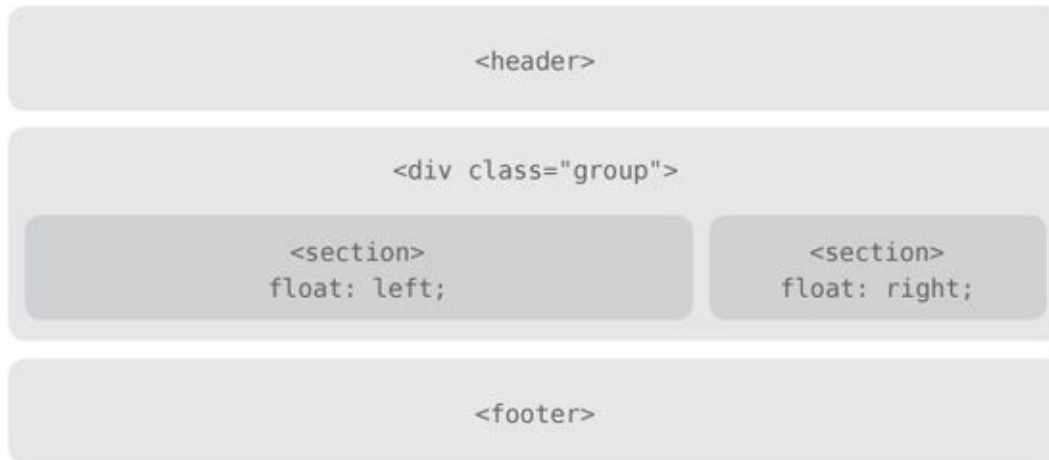 <header>
<div class="group">
<section>
float: left;
<section>
float: right;
<footer>